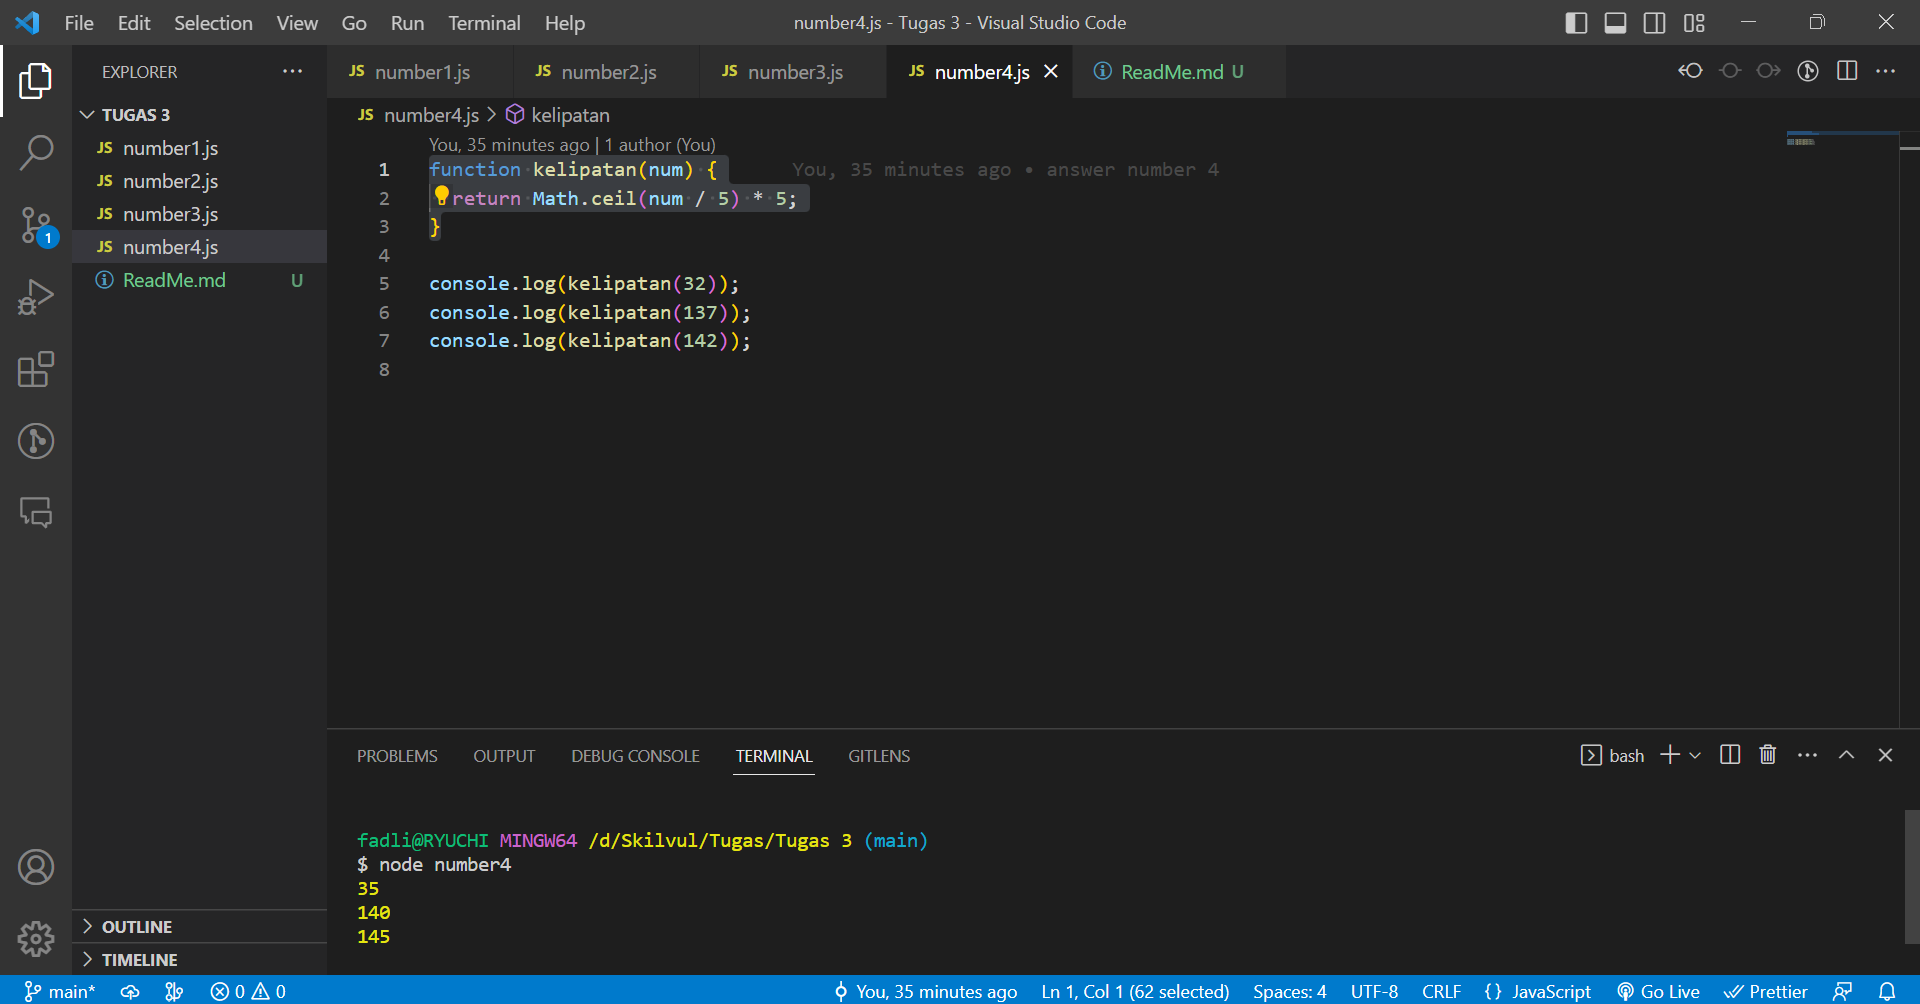 File Edit Selection View Go Run Terminal Help number4.js - Tugas 3 - Visual Studio Code
EXPLORER
TUGAS 3
JS number1.js
JS number2.js
JS number3.js
JS number4.js
ReadMe.md U
OUTLINE
TIMELINE
1
JS number1.js JS number2.js JS number3.js JS number4.js ReadMe.md U
JS number4.js > kelipatan
You, 35 minutes ago | 1 author (You)
1 function kelipatan(num) { You, 35 minutes ago • answer number 4
2 return Math.ceil(num / 5) * 5;
3 }
4
5 console.log(kelipatan(32));
6 console.log(kelipatan(137));
7 console.log(kelipatan(142));
8
PROBLEMS OUTPUT DEBUG CONSOLE TERMINAL GITLENS bash
fadli@RYUCHI MINGW64 /d/Skilvul/Tugas/Tugas 3 (main)
$ node number4
35
140
145
main* 0 0 You, 35 minutes ago Ln 1, Col 1 (62 selected) Spaces: 4 UTF-8 CRLF {} JavaScript Go Live Prettier